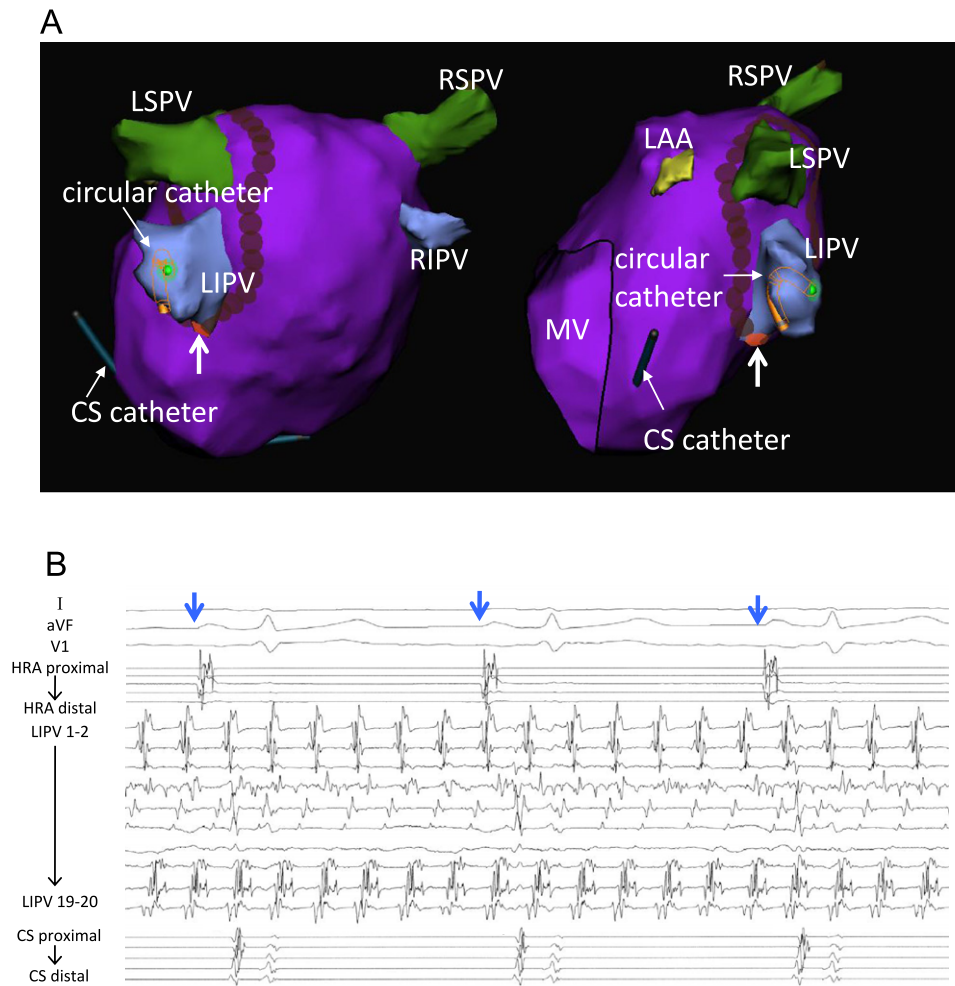 A
LSPV
RSPV
circular catheter
LIPV
RIPV
CS catheter
RSPV
LAA
LSPV
LIPV
circular
catheter
MV
CS catheter
B
I
aVF
V1
HRA proximal
HRA distal
LIPV 1-2
LIPV 19-20
CS proximal
CS distal